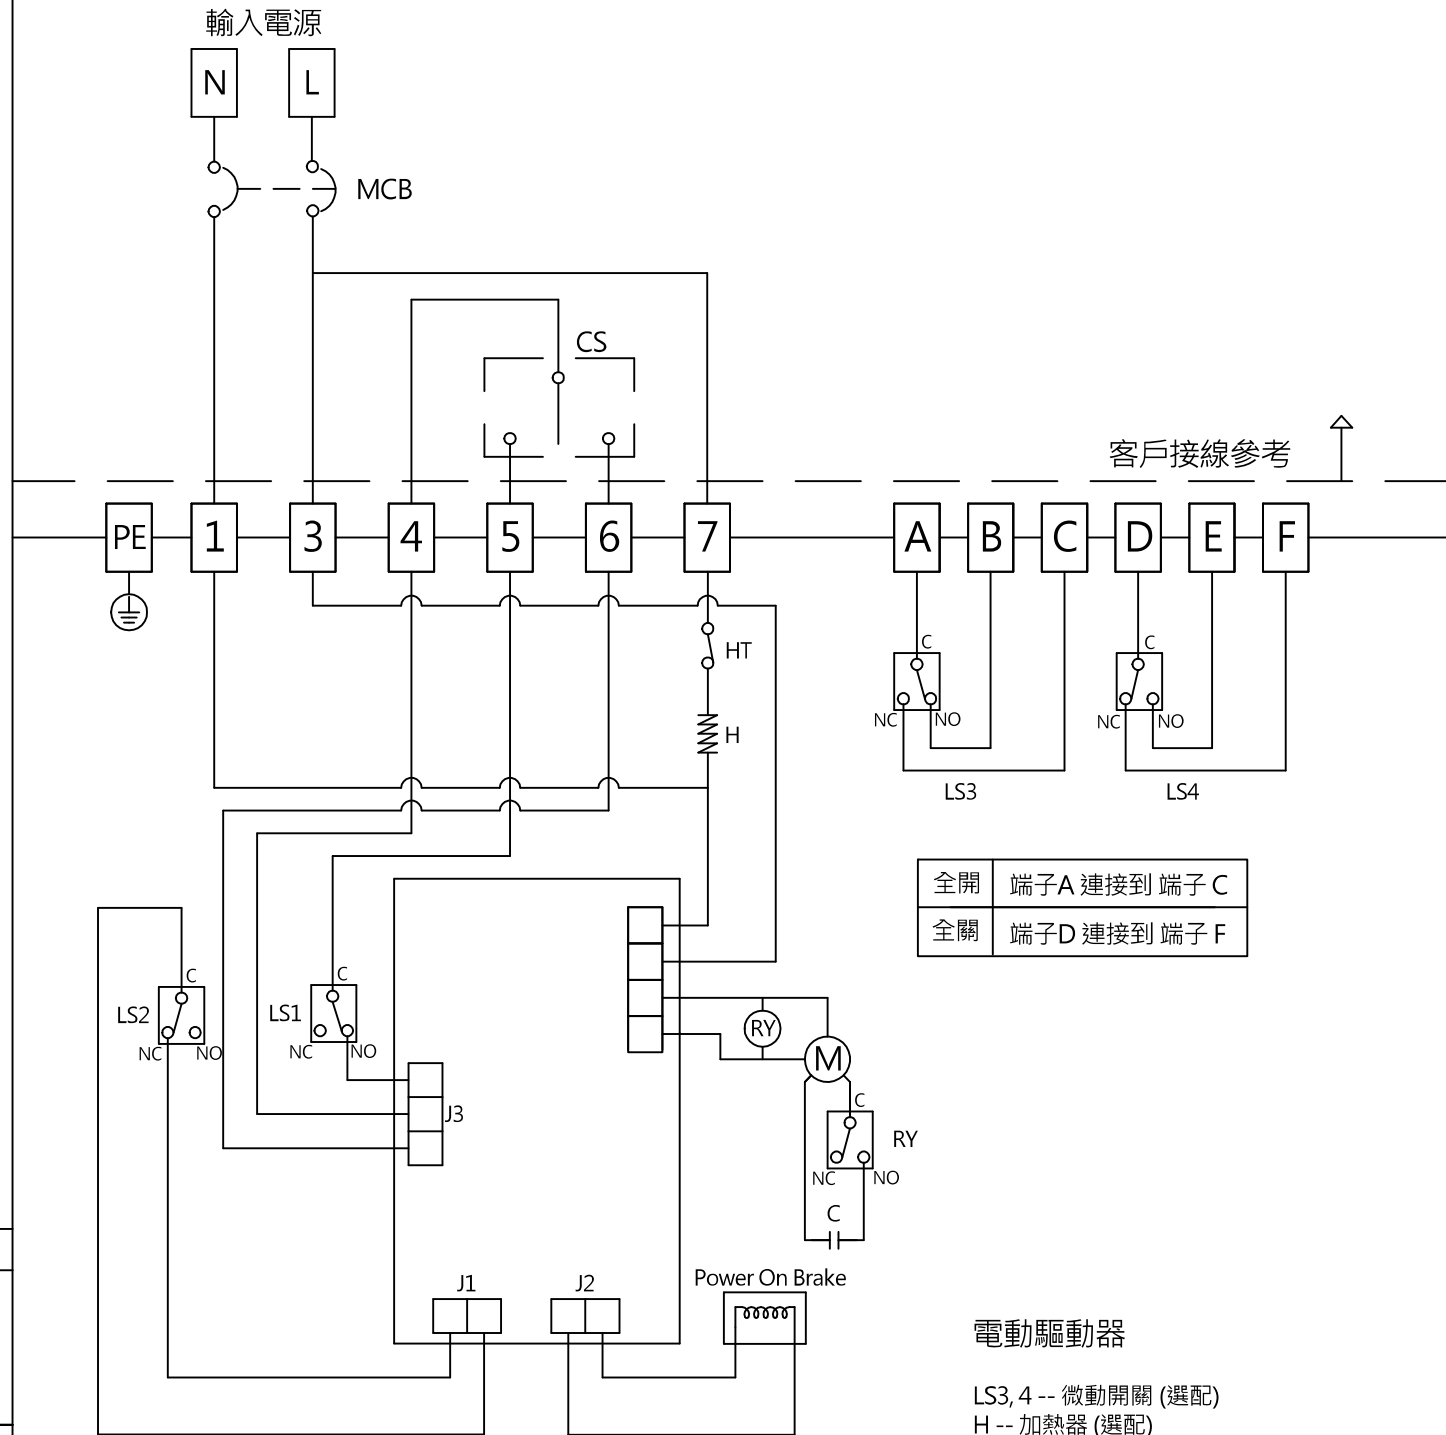 輸入電源
N L
MCB
CS
客戶接線參考
PE 1 3 4 5 6 7 A B C D E F
HT
C C
NC NO NC NO
H
LS3 LS4
全開 端子A 連接到 端子 C
全關 端子D 連接到 端子 F
C C
LS2 LS1
NC NO NC NO
RY
M
J3
C
RY
NC NO
C
J1 J2 Power On Brake
電動驅動器
LS3, 4 -- 微動開關 (選配)
H -- 加熱器 (選配)